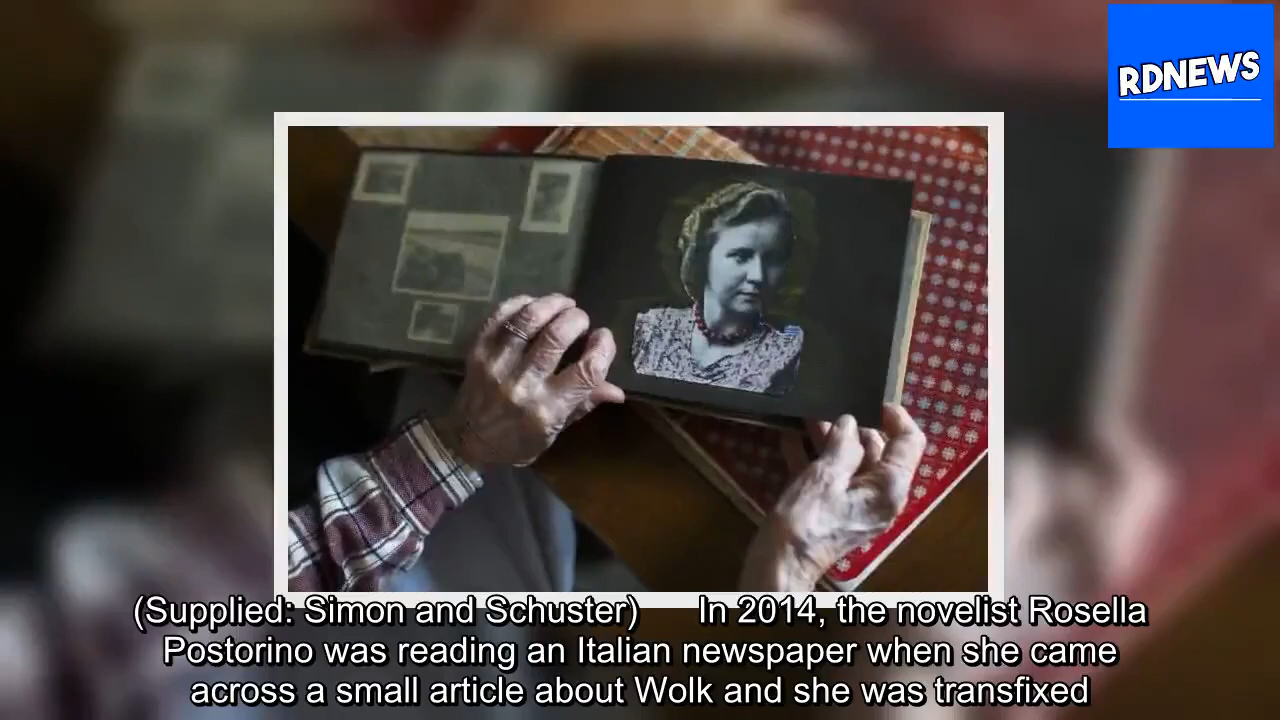 RDNEWS
(Supplied: Simon and Schuster) In 2014, the novelist Rosella
Postorino was reading an Italian newspaper when she came
across a small article about Wolk and she was transfixed